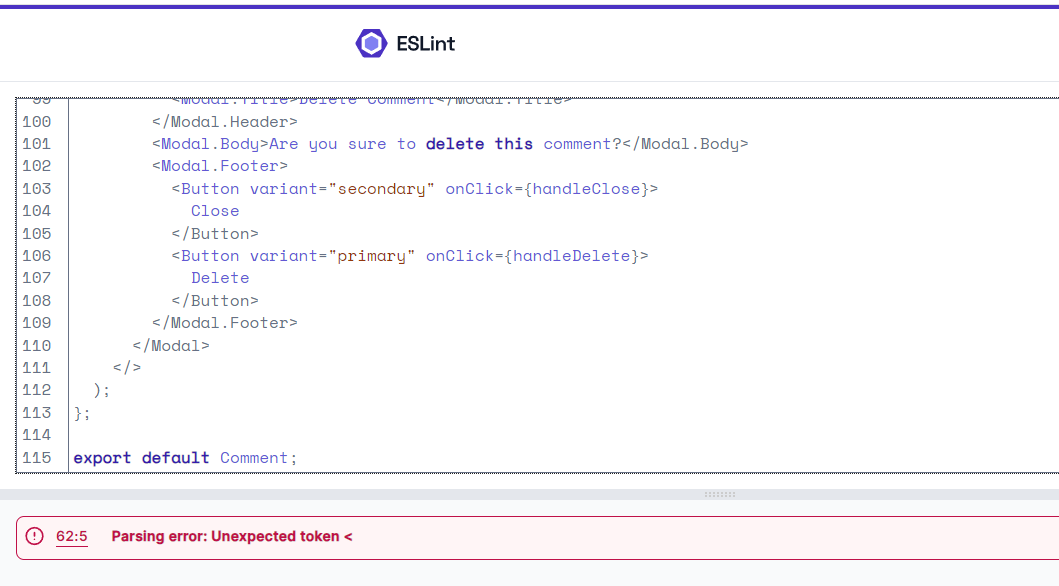 ESLint
99 <Modal.Title>Delete Comment</Modal.Title>
100 </Modal.Header>
101 <Modal.Body>Are you sure to delete this comment?</Modal.Body>
102 <Modal.Footer>
103 <Button variant="secondary" onClick={handleClose}>
104 Close
105 </Button>
106 <Button variant="primary" onClick={handleDelete}>
107 Delete
108 </Button>
109 </Modal.Footer>
110 </Modal>
111 </>
112 );
113 };
114
115 export default Comment;
62:5 Parsing error: Unexpected token <